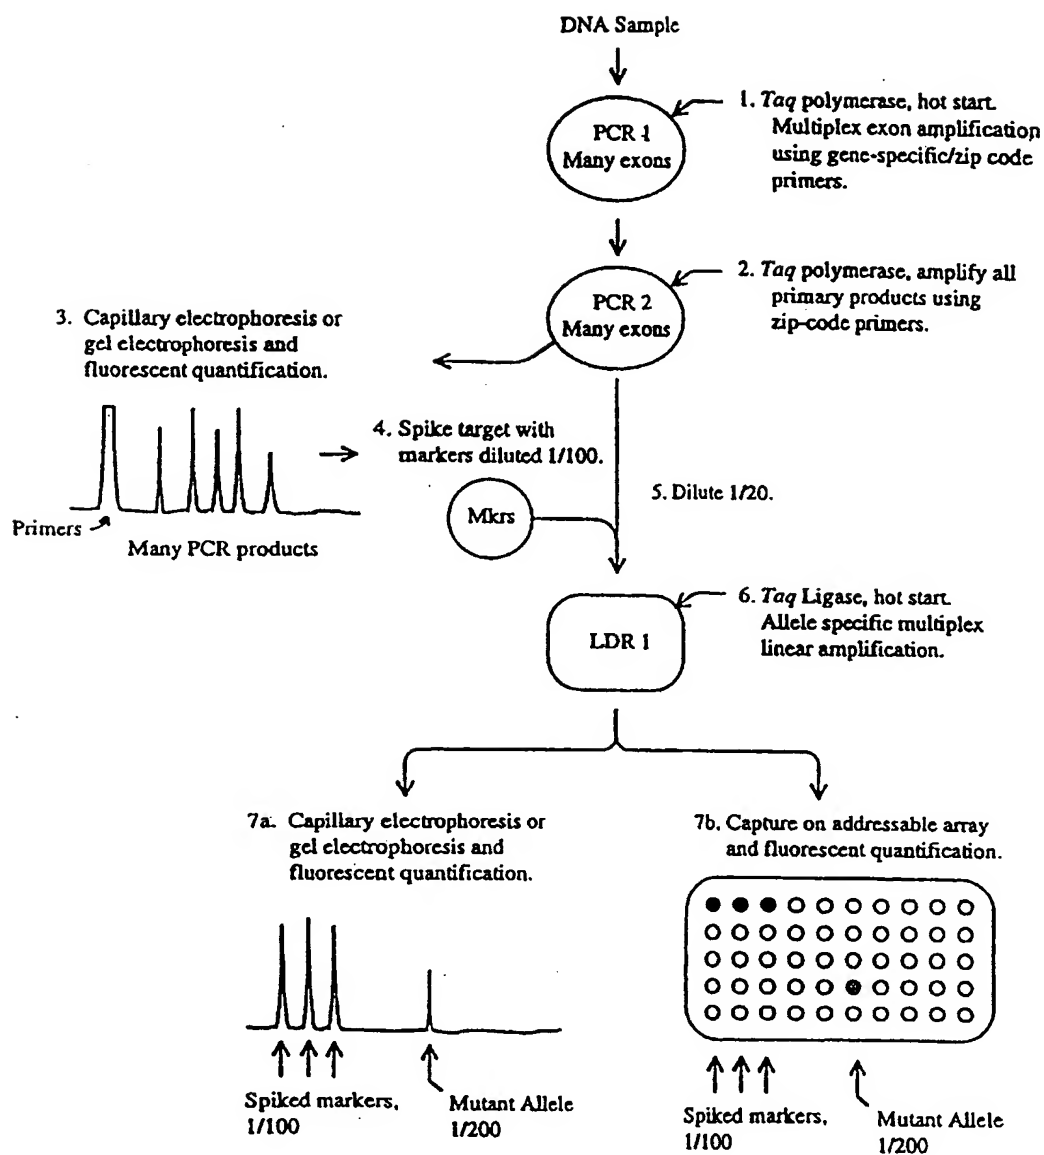 DNA Sample
PCR 1
Many exons
1. Taq polymerase, hot start.
Multiplex exon amplification
using gene-specific/zip code
primers.
PCR 2
Many exons
2. Taq polymerase, amplify all
primary products using
zip-code primers.
3. Capillary electrophoresis or
gel electrophoresis and
fluorescent quantification.
Primers
Many PCR products
4. Spike target with
markers diluted 1/100.
Mkrs
5. Dilute 1/20.
LDR 1
6. Taq Ligase, hot start.
Allele specific multiplex
linear amplification.
7a. Capillary electrophoresis or
gel electrophoresis and
fluorescent quantification.
Spiked markers,
1/100
Mutant Allele
1/200
7b. Capture on addressable array
and fluorescent quantification.
Spiked markers,
1/100
Mutant Allele
1/200